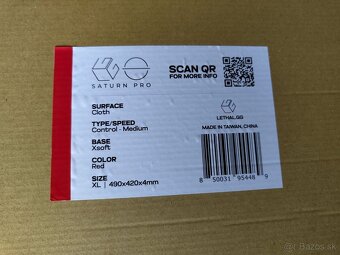 SCAN QR
FOR MORE INFO
SATURN PRO
SURFACE
Cloth
TYPE/SPEED
Control - Medium
BASE
Xsoft
COLOR
Red
SIZE
XL | 490x420x4mm
LETHAL.GG
MADE IN TAIWAN, CHINA
8 50031 95448 9
bazos.sk